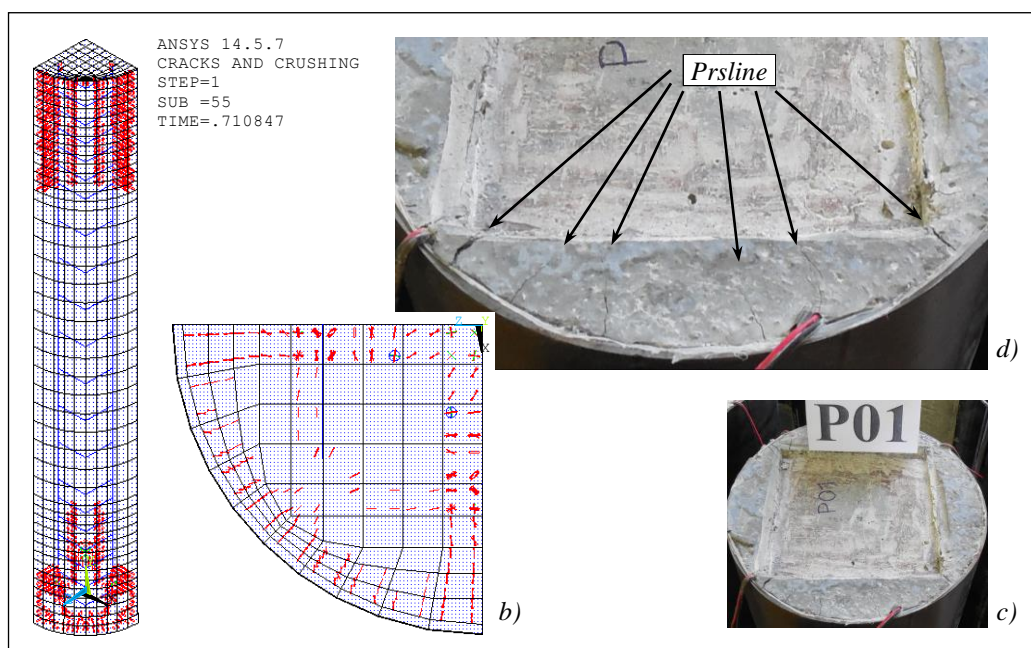 ANSYS 14.5.7
CRACKS AND CRUSHING
STEP=1
SUB =55
TIME=.710847
Prsline
P
d)
Z
Y
X
b)
P01
P01
c)